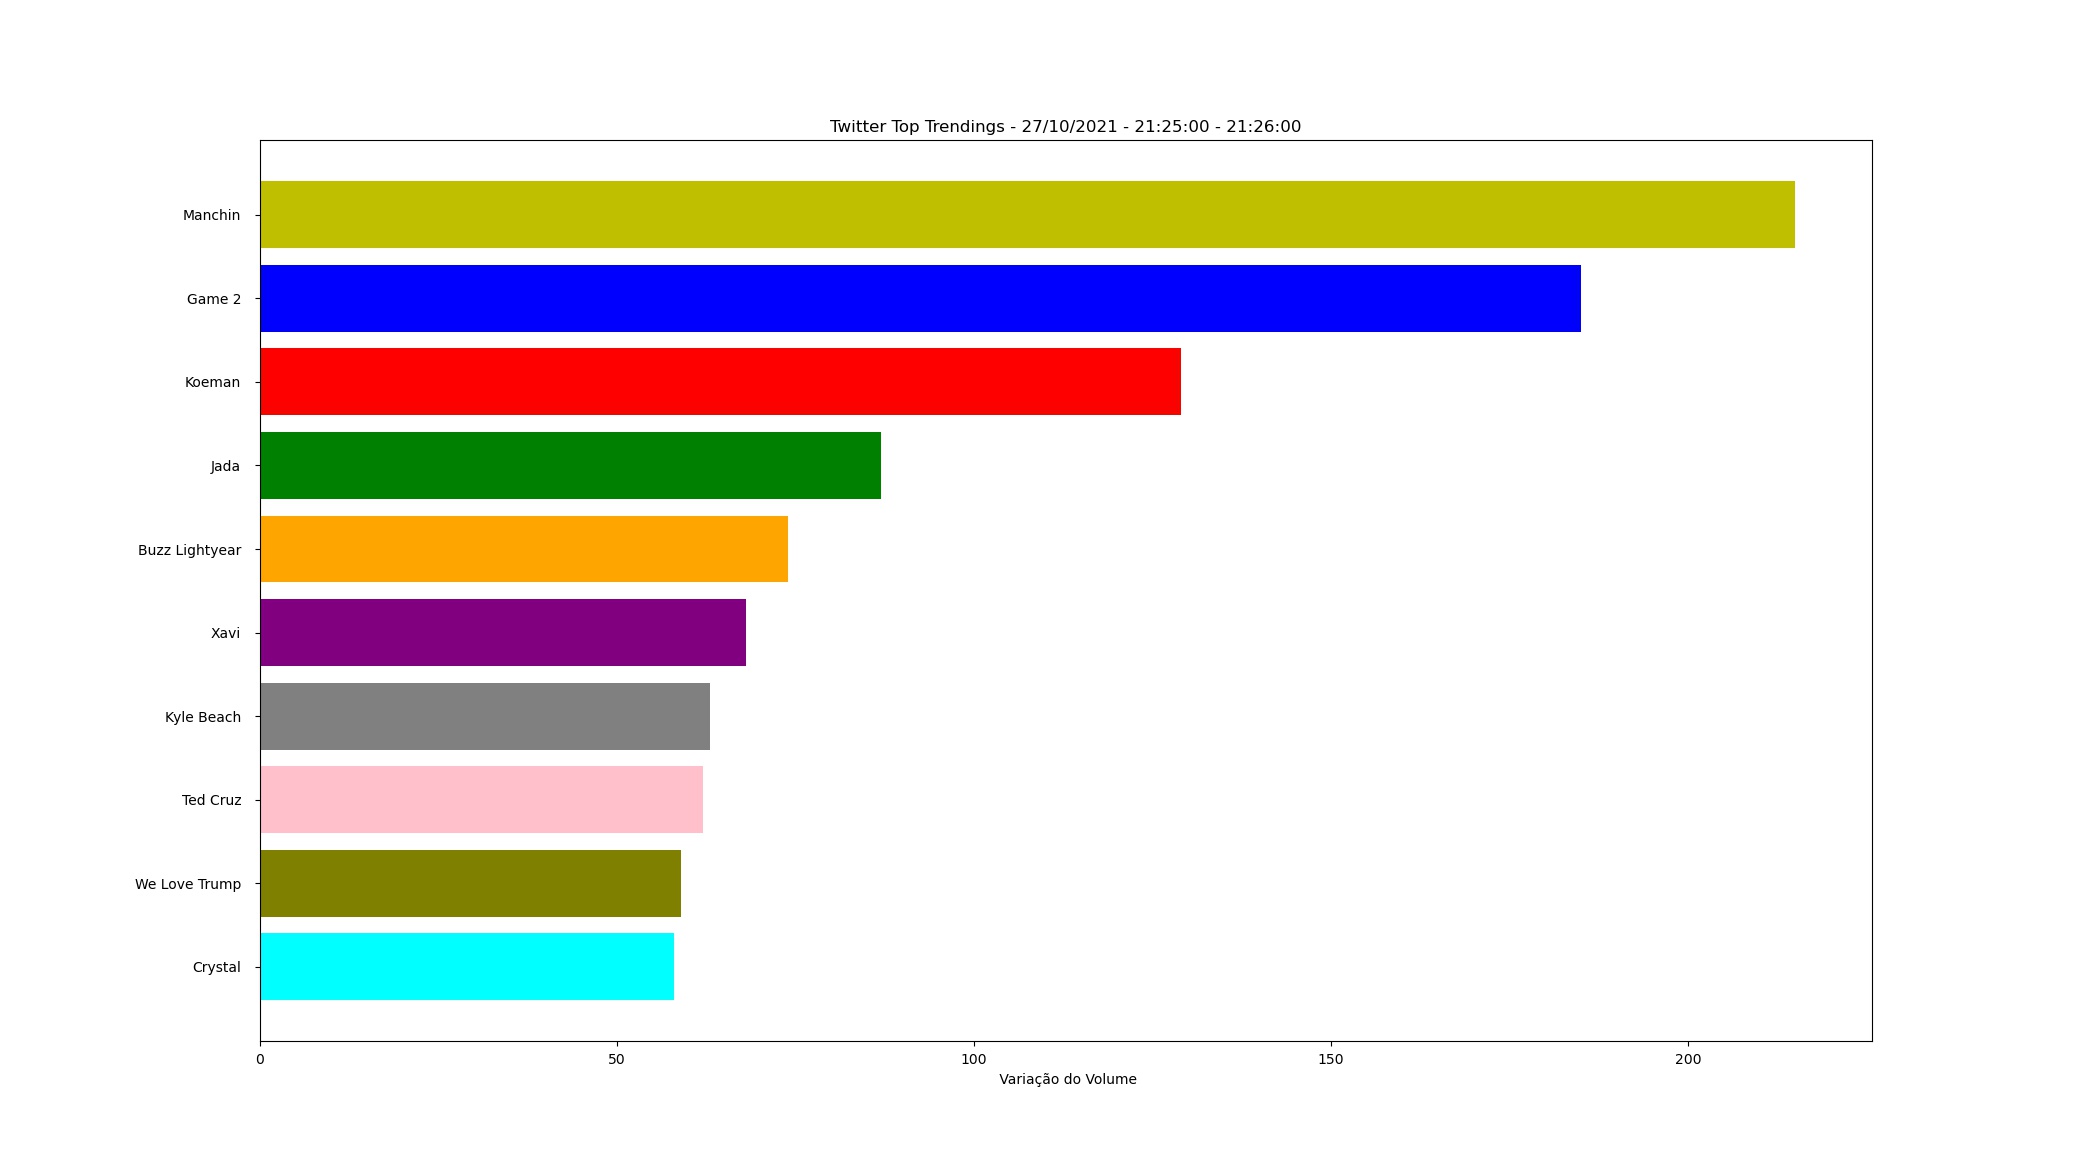 Twitter Top Trendings - 27/10/2021 - 21:25:00 - 21:26:00
Manchin
Game 2
Koeman
Jada
Buzz Lightyear
Xavi
Kyle Beach
Ted Cruz
We Love Trump
Crystal
0 50 100 150 200
Variação do Volume